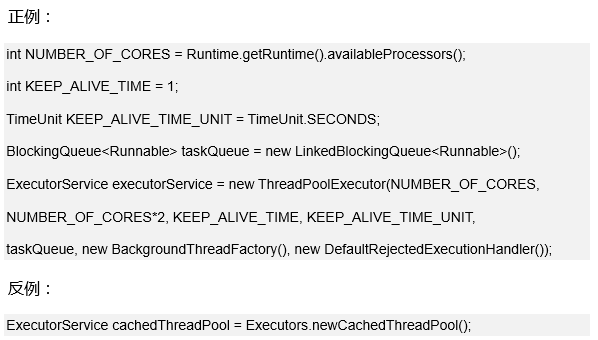 正例：
int NUMBER_OF_CORES = Runtime.getRuntime().availableProcessors();
int KEEP_ALIVE_TIME = 1;
TimeUnit KEEP_ALIVE_TIME_UNIT = TimeUnit.SECONDS;
BlockingQueue<Runnable> taskQueue = new LinkedBlockingQueue<Runnable>();
ExecutorService executorService = new ThreadPoolExecutor(NUMBER_OF_CORES,
NUMBER_OF_CORES*2, KEEP_ALIVE_TIME, KEEP_ALIVE_TIME_UNIT,
taskQueue, new BackgroundThreadFactory(), new DefaultRejectedExecutionHandler());
反例：
ExecutorService cachedThreadPool = Executors.newCachedThreadPool();